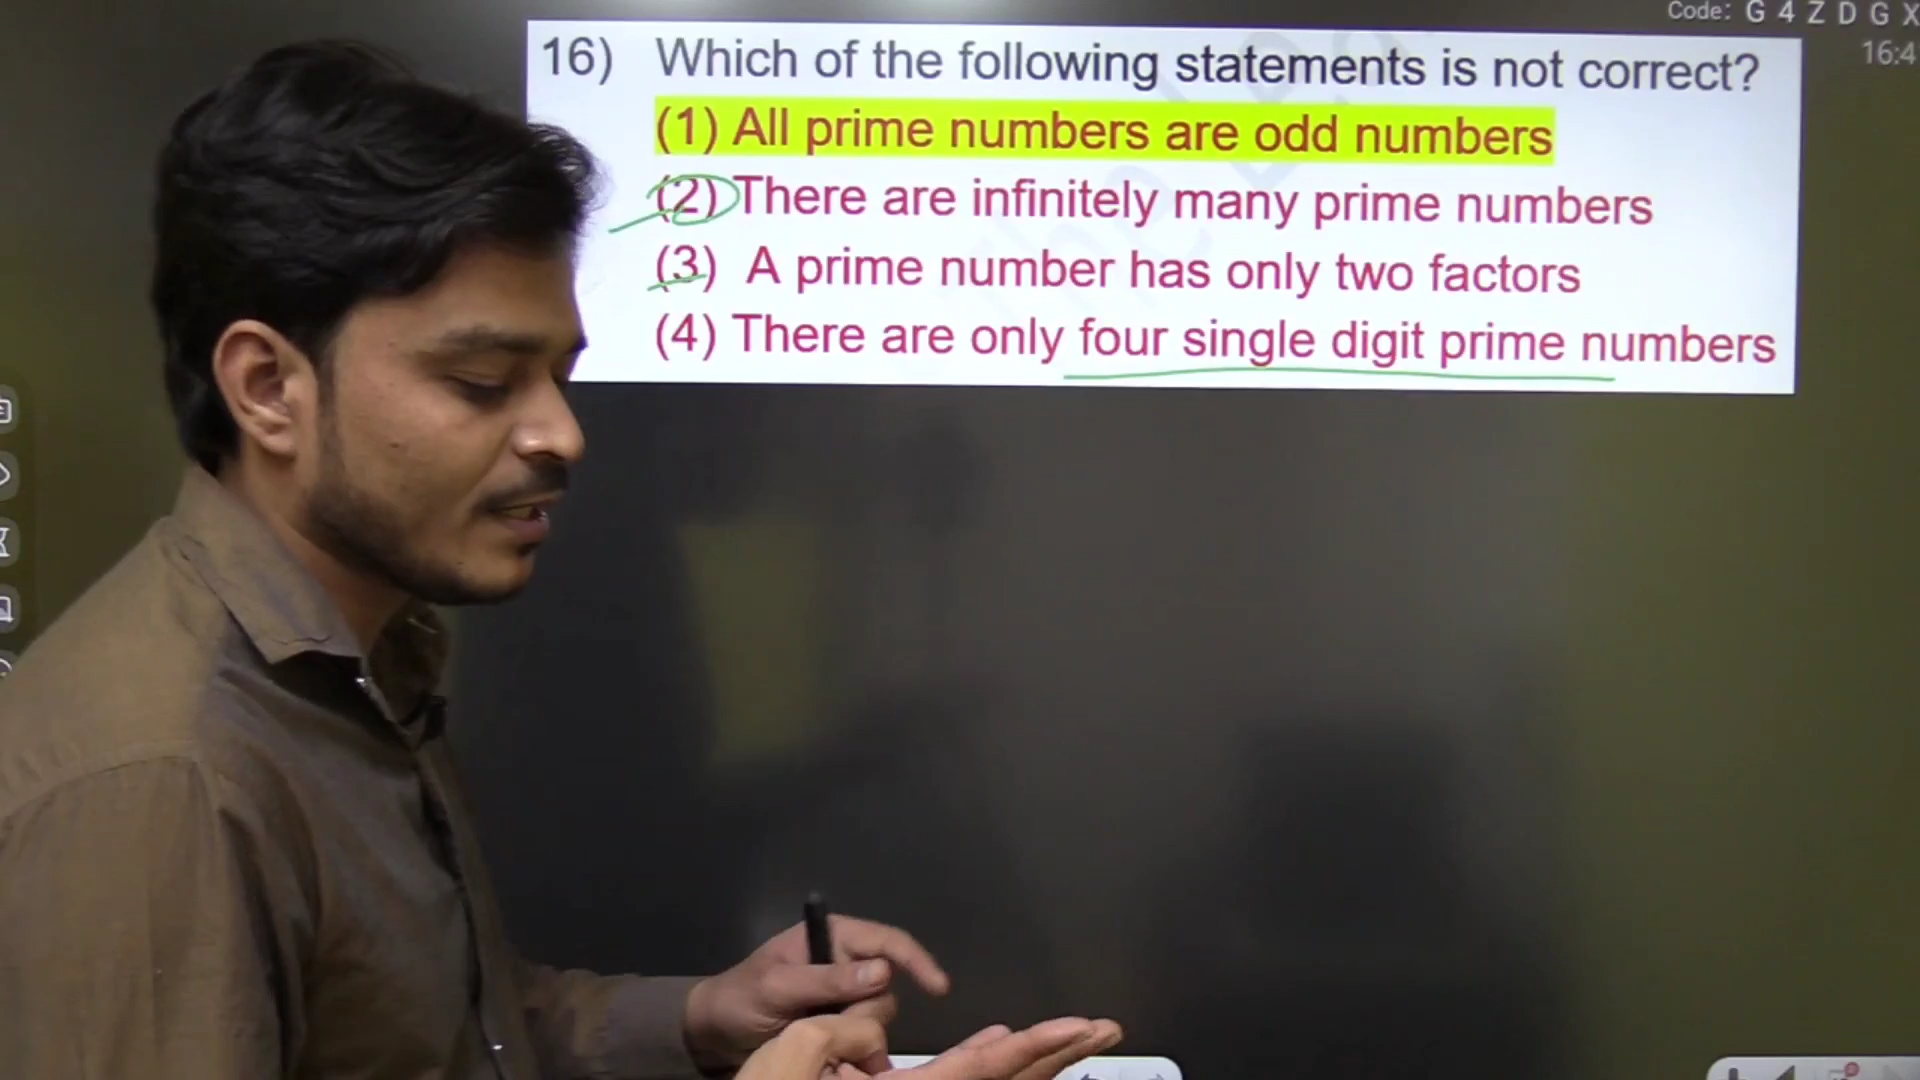 Code: G 4 Z D G X
16:4
16) Which of the following statements is not correct?
(1) All prime numbers are odd numbers
(2) There are infinitely many prime numbers
(3) A prime number has only two factors
(4) There are only four single digit prime numbers